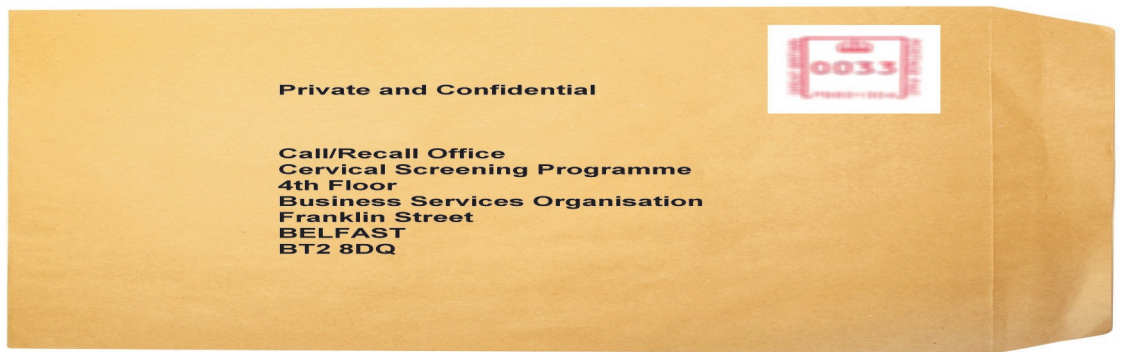 Private and Confidential
0033
Call/Recall Office
Cervical Screening Programme
4th Floor
Business Services Organisation
Franklin Street
BELFAST
BT2 8DQ